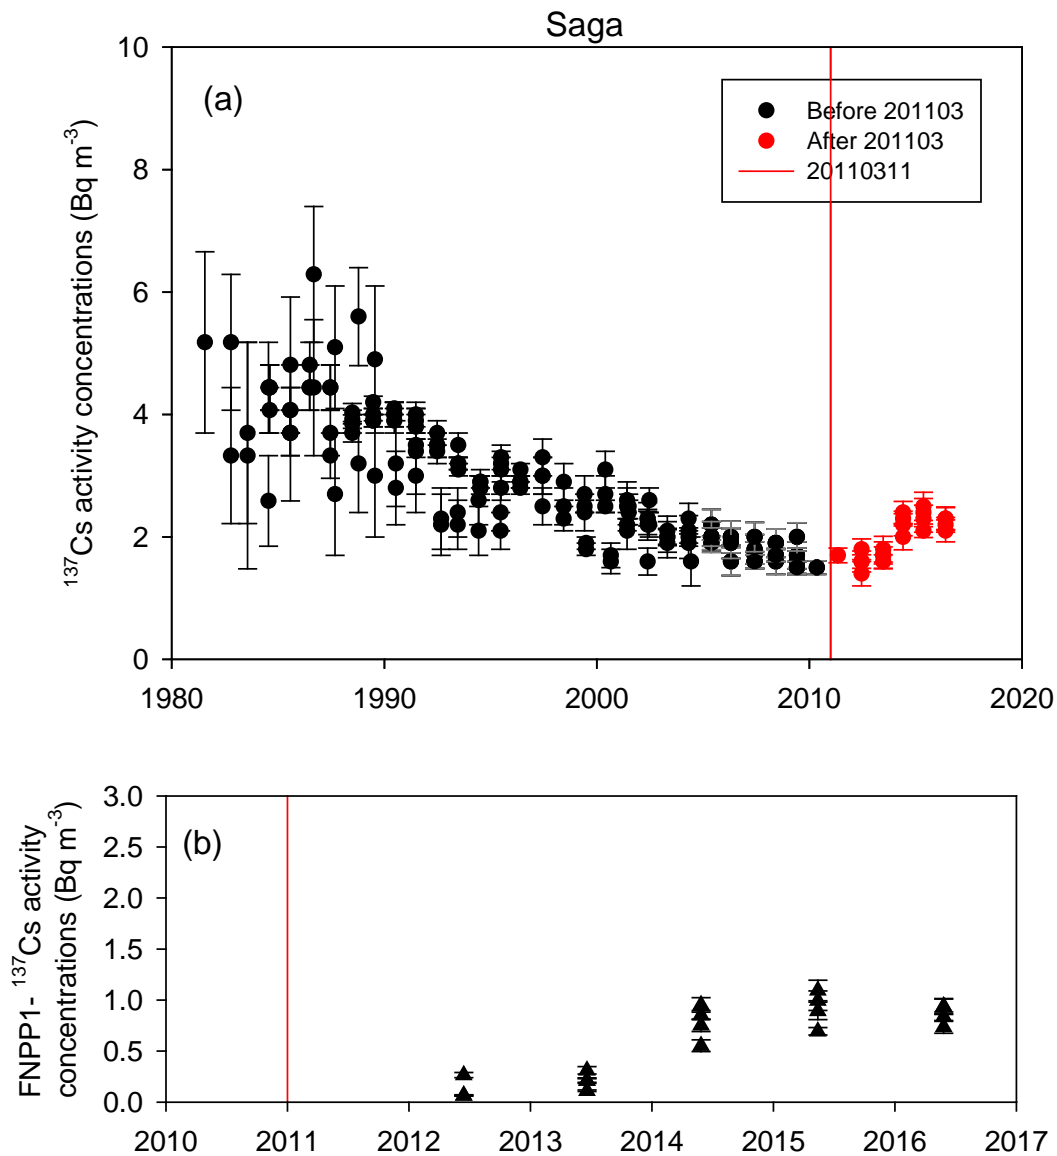 Saga
10
(a)
Before 201103
After 201103
20110311
8
6
4
2
0
¹³⁷Cs activity concentrations (Bq m⁻³)
1980 1990 2000 2010 2020
3.0
(b)
2.5
2.0
1.5
1.0
0.5
0.0
FNPP1- ¹³⁷Cs activity
concentrations (Bq m⁻³)
2010 2011 2012 2013 2014 2015 2016 2017